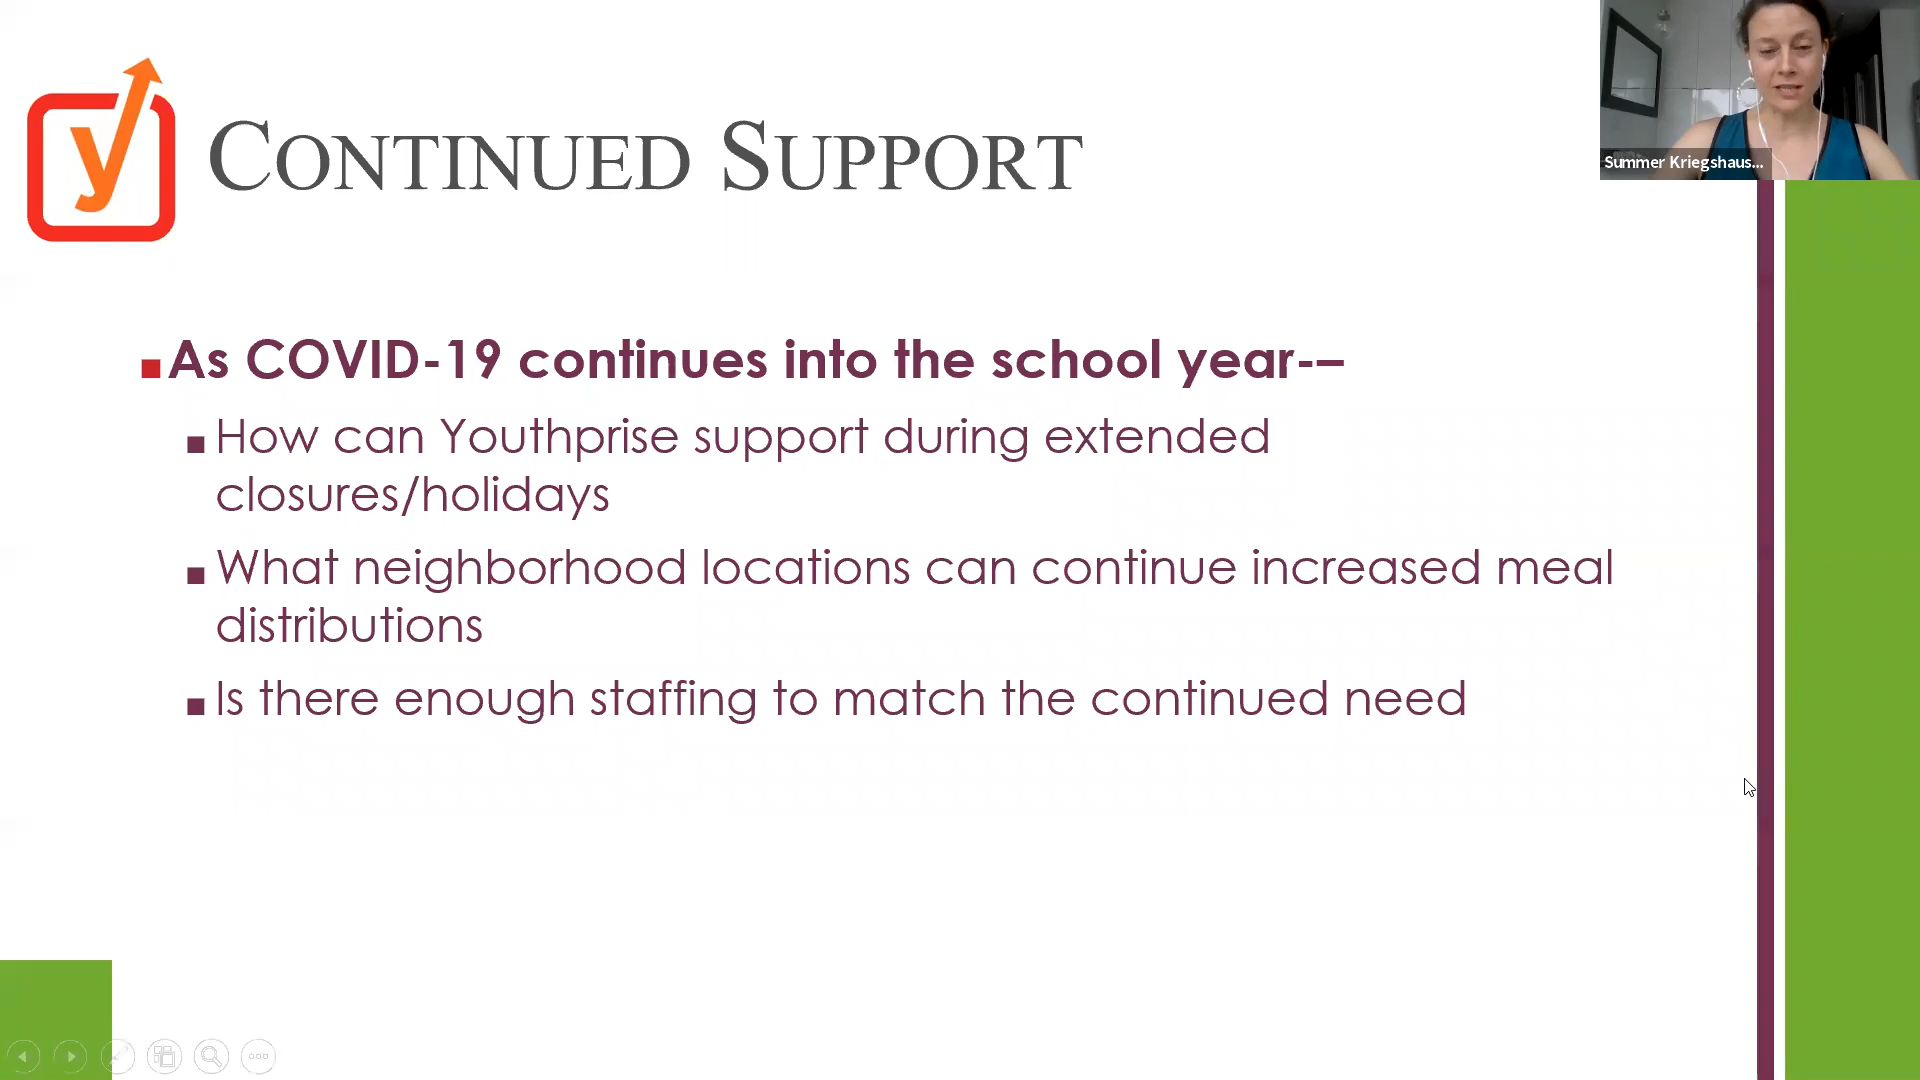 Summer Kriegshaus...
y
CONTINUED SUPPORT
As COVID-19 continues into the school year-–
How can Youthprise support during extended
closures/holidays
What neighborhood locations can continue increased meal
distributions
Is there enough staffing to match the continued need